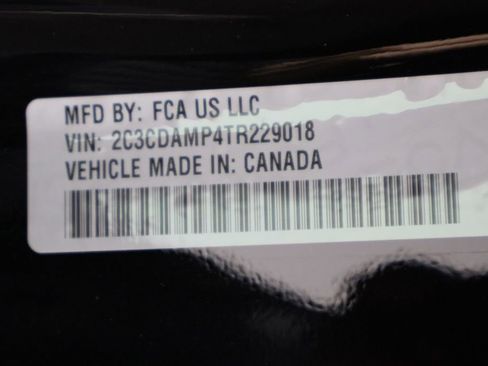 MFD BY: FCA US LLC
VIN: 2C3CDAMP4TR229018
VEHICLE MADE IN: CANADA